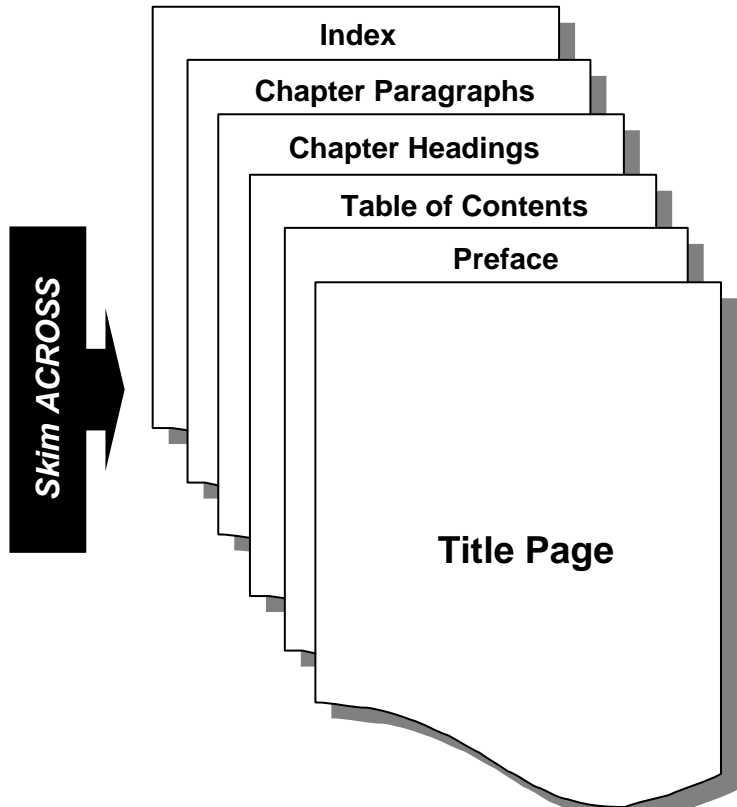 Index
Chapter Paragraphs
Chapter Headings
Table of Contents
Preface
Skim ACROSS
Title Page